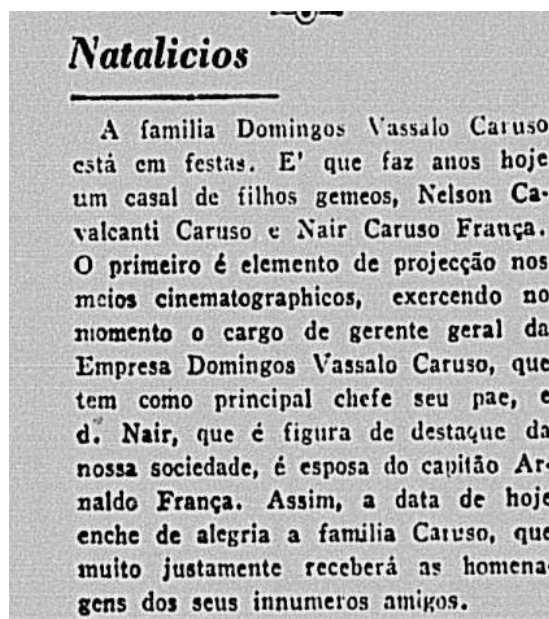 Natalicios
A familia Domingos Vassalo Caruso
está em festas. E' que faz anos hoje
um casal de filhos gemeos, Nelson Ca-
valcanti Caruso e Nair Caruso França.
O primeiro é elemento de projecção nos
meios cinematographicos, exercendo no
momento o cargo de gerente geral da
Empresa Domingos Vassalo Caruso, que
tem como principal chefe seu pae, e
d. Nair, que é figura de destaque da
nossa sociedade, é esposa do capitão Ar-
naldo França. Assim, a data de hoje
enche de alegria a familia Caruso, que
muito justamente receberá as homena-
gens dos seus innumeros amigos.